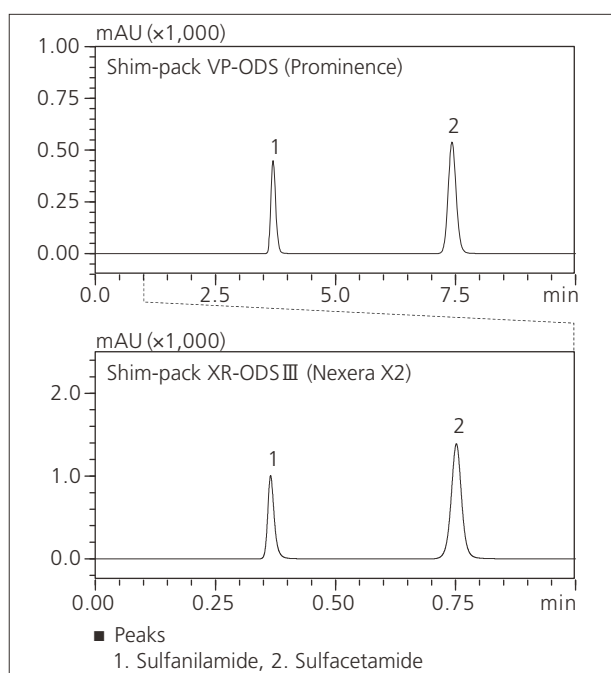 mAU (×1,000)
1.00
Shim-pack VP-ODS (Prominence)
0.75
0.50
1
2
0.25
0.00
0.0 2.5 5.0 7.5 min
mAU (×1,000)
Shim-pack XR-ODSⅢ (Nexera X2)
2.0
1
2
1.0
0.0
0.00 0.25 0.50 0.75 min
■ Peaks
1. Sulfanilamide, 2. Sulfacetamide